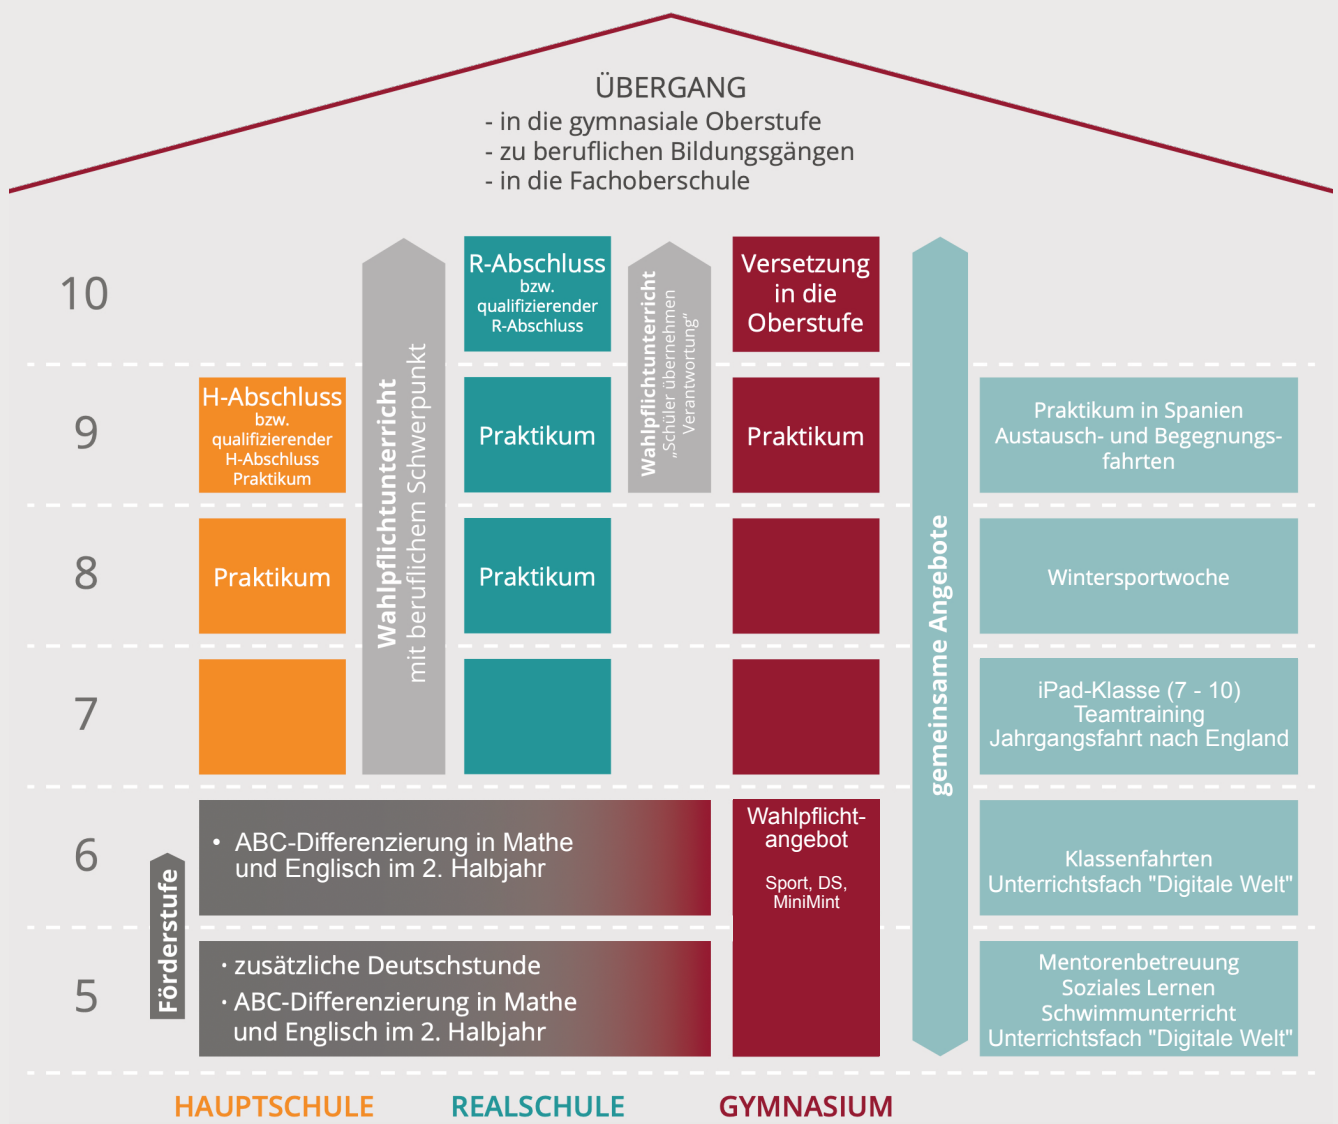 ÜBERGANG
- in die gymnasiale Oberstufe
- zu beruflichen Bildungsgängen
- in die Fachoberschule
10
R-Abschluss
bzw.
qualifizierender
R-Abschluss
Versetzung
in die
Oberstufe
Wahlpflichtunterricht
mit beruflichem Schwerpunkt
Wahlpflichtunterricht
„Schüler übernehmen
Verantwortung“
gemeinsame Angebote
9
H-Abschluss
bzw.
qualifizierender
H-Abschluss
Praktikum
Praktikum
Praktikum
Praktikum in Spanien
Austausch- und Begegnungs-
fahrten
8
Praktikum
Praktikum
Wintersportwoche
7
iPad-Klasse (7 - 10)
Teamtraining
Jahrgangsfahrt nach England
6
• ABC-Differenzierung in Mathe
und Englisch im 2. Halbjahr
Wahlpflicht-
angebot
Sport, DS,
MiniMint
Klassenfahrten
Unterrichtsfach "Digitale Welt"
Förderstufe
5
· zusätzliche Deutschstunde
· ABC-Differenzierung in Mathe
und Englisch im 2. Halbjahr
Mentorenbetreuung
Soziales Lernen
Schwimmunterricht
Unterrichtsfach "Digitale Welt"
HAUPTSCHULE
REALSCHULE
GYMNASIUM